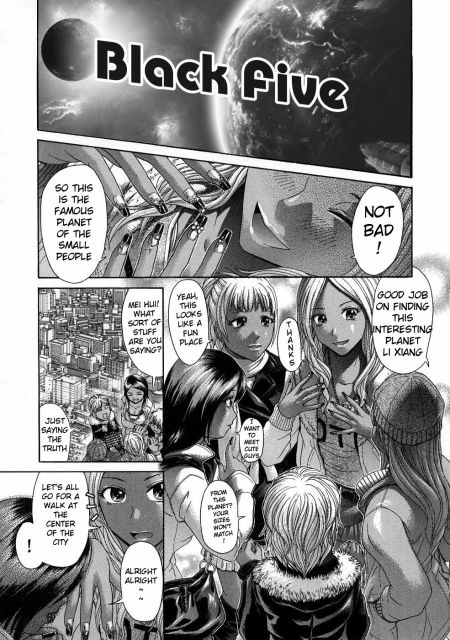 Black Five
NOT
BAD
!
SO THIS
IS THE
FAMOUS
PLANET
OF THE
SMALL
PEOPLE
GOOD JOB
ON FINDING
THIS
INTERESTING
PLANET
LI XIANG
THANKS
YEAH,
THIS
LOOKS
LIKE A
FUN
PLACE
I
WANT
TO MEET
CUTE
GUYS
FROM
THIS
PLANET?
YOUR
SIZES
WON'T
MATCH
!
MEI HUI!
WHAT
SORT OF
STUFF
ARE YOU
SAYING?
JUST
SAYING
THE
TRUTH
LET'S ALL
GO FOR A
WALK AT
THE
CENTER
OF THE
CITY
ALRIGHT
ALRIGHT
~
~
!